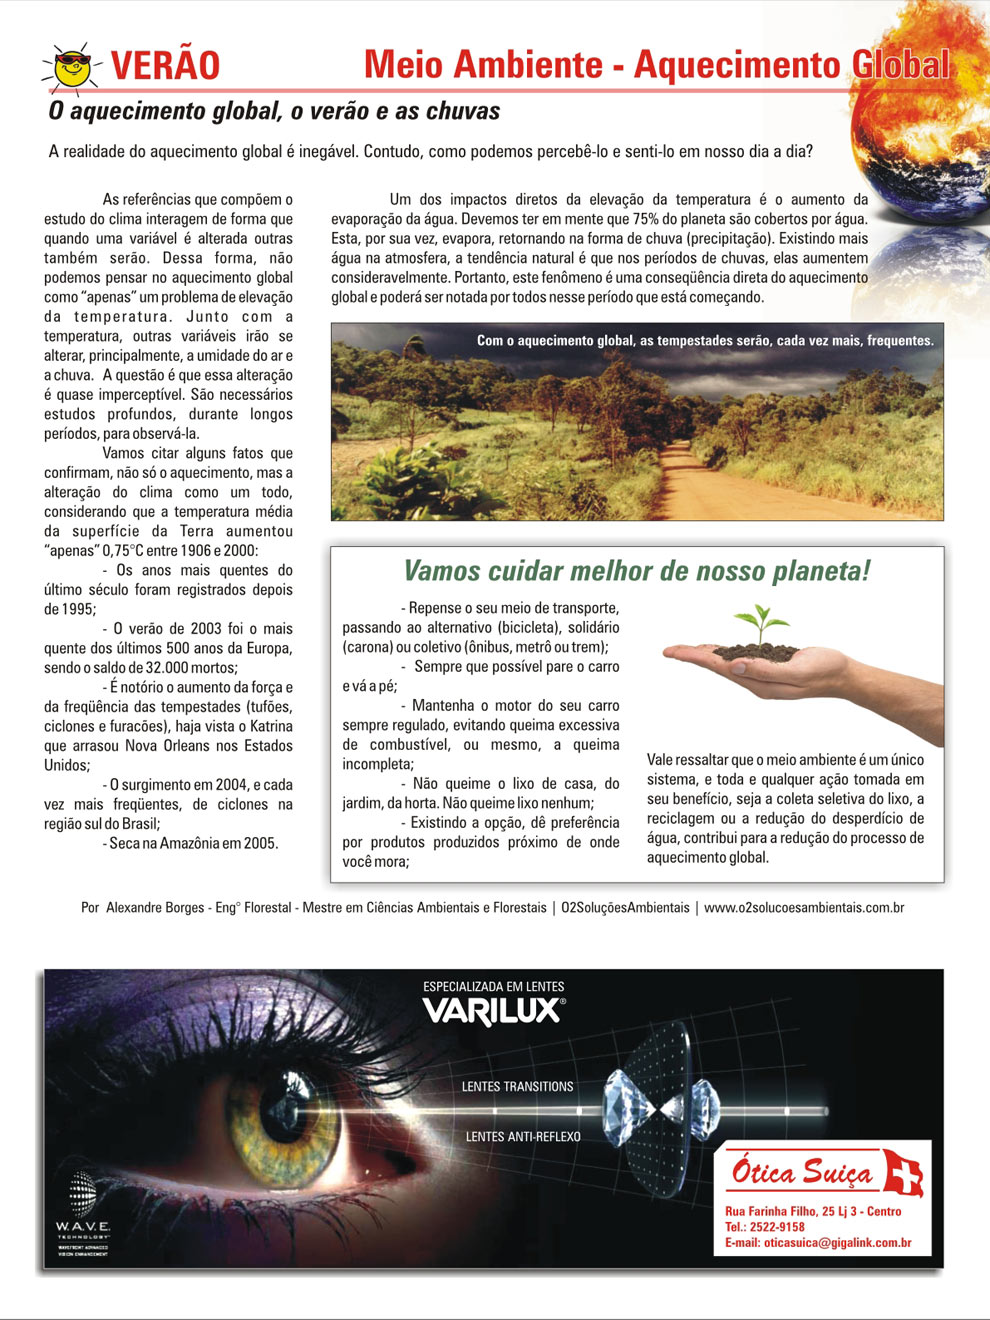 VERÃO
Meio Ambiente - Aquecimento Global
O aquecimento global, o verão e as chuvas
A realidade do aquecimento global é inegável. Contudo, como podemos percebê-lo e senti-lo em nosso dia a dia?
As referências que compõem o
estudo do clima interagem de forma que
quando uma variável é alterada outras
também serão. Dessa forma, não
podemos pensar no aquecimento global
como “apenas” um problema de elevação
da temperatura. Junto com a
temperatura, outras variáveis irão se
alterar, principalmente, a umidade do ar e
a chuva. A questão é que essa alteração
é quase imperceptível. São necessários
estudos profundos, durante longos
períodos, para observá-la.
Vamos citar alguns fatos que
confirmam, não só o aquecimento, mas a
alteração do clima como um todo,
considerando que a temperatura média
da superfície da Terra aumentou
“apenas” 0,75°C entre 1906 e 2000:
- Os anos mais quentes do
último século foram registrados depois
de 1995;
- O verão de 2003 foi o mais
quente dos últimos 500 anos da Europa,
sendo o saldo de 32.000 mortos;
- É notório o aumento da força e
da freqüência das tempestades (tufões,
ciclones e furacões), haja vista o Katrina
que arrasou Nova Orleans nos Estados
Unidos;
- O surgimento em 2004, e cada
vez mais freqüentes, de ciclones na
região sul do Brasil;
- Seca na Amazônia em 2005.
Um dos impactos diretos da elevação da temperatura é o aumento da
evaporação da água. Devemos ter em mente que 75% do planeta são cobertos por água.
Esta, por sua vez, evapora, retornando na forma de chuva (precipitação). Existindo mais
água na atmosfera, a tendência natural é que nos períodos de chuvas, elas aumentem
consideravelmente. Portanto, este fenômeno é uma conseqüência direta do aquecimento
global e poderá ser notada por todos nesse período que está começando.
Com o aquecimento global, as tempestades serão, cada vez mais, frequentes.
Vamos cuidar melhor de nosso planeta!
- Repense o seu meio de transporte,
passando ao alternativo (bicicleta), solidário
(carona) ou coletivo (ônibus, metrô ou trem);
- Sempre que possível pare o carro
e vá a pé;
- Mantenha o motor do seu carro
sempre regulado, evitando queima excessiva
de combustível, ou mesmo, a queima
incompleta;
- Não queime o lixo de casa, do
jardim, da horta. Não queime lixo nenhum;
- Existindo a opção, dê preferência
por produtos produzidos próximo de onde
você mora;
Vale ressaltar que o meio ambiente é um único
sistema, e toda e qualquer ação tomada em
seu benefício, seja a coleta seletiva do lixo, a
reciclagem ou a redução do desperdício de
água, contribui para a redução do processo de
aquecimento global.
Por Alexandre Borges - Eng° Florestal - Mestre em Ciências Ambientais e Florestais | O2SoluçõesAmbientais | www.o2solucoesambientais.com.br
ESPECIALIZADA EM LENTES
VARILUX®
LENTES TRANSITIONS
LENTES ANTI-REFLEXO
W.A.V.E.
TECHNOLOGY
WAVEFRONT ADVANCED
VISION ENHANCEMENT
Ótica Suiça
Rua Farinha Filho, 25 Lj 3 - Centro
Tel.: 2522-9158
E-mail: oticasuica@gigalink.com.br